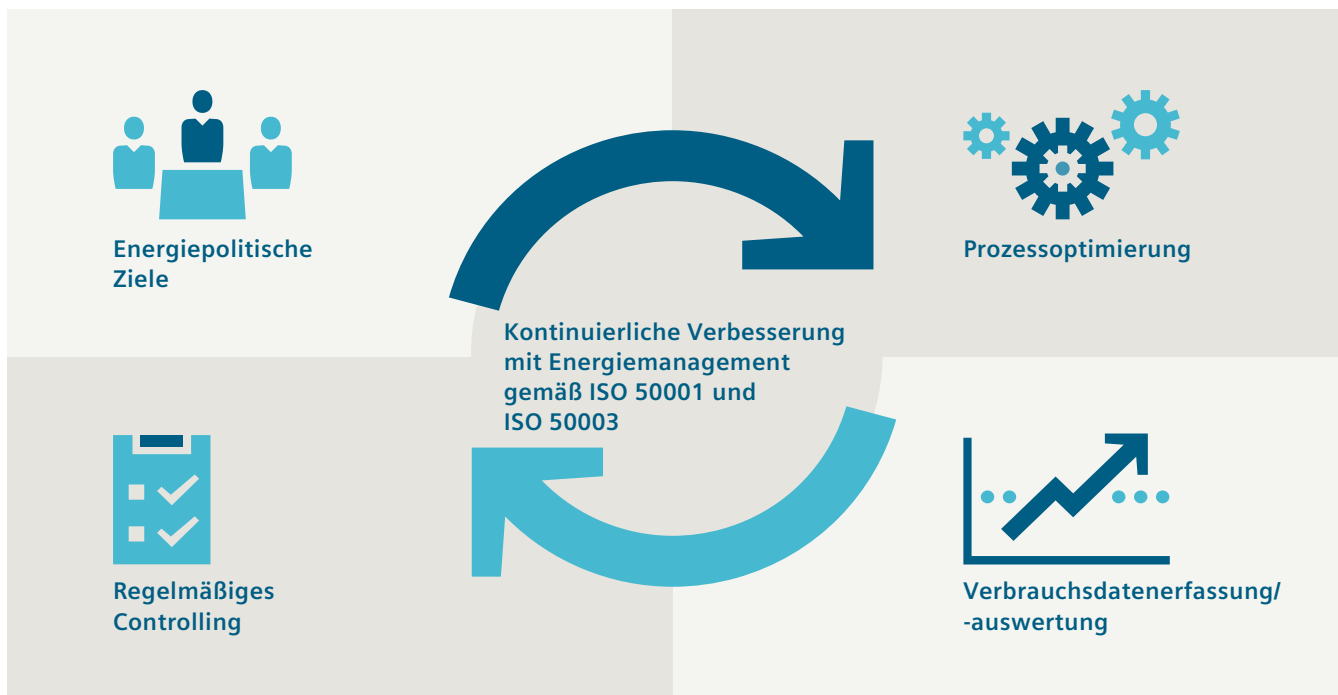 Energiepolitische
Ziele
Prozessoptimierung
Kontinuierliche Verbesserung
mit Energiemanagement
gemäß ISO 50001 und
ISO 50003
Regelmäßiges
Controlling
Verbrauchsdatenerfassung/
-auswertung